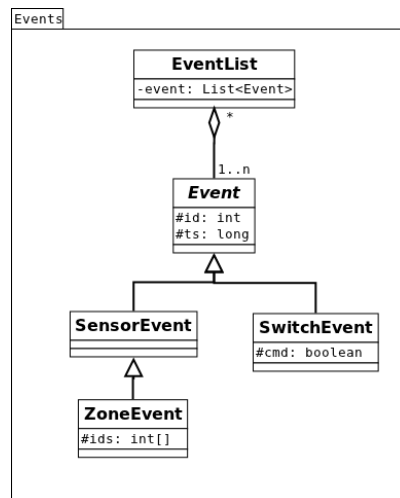 Events
EventList
-event: List<Event>
*
1..n
Event
#id: int
#ts: long
SensorEvent
SwitchEvent
#cmd: boolean
ZoneEvent
#ids: int[]